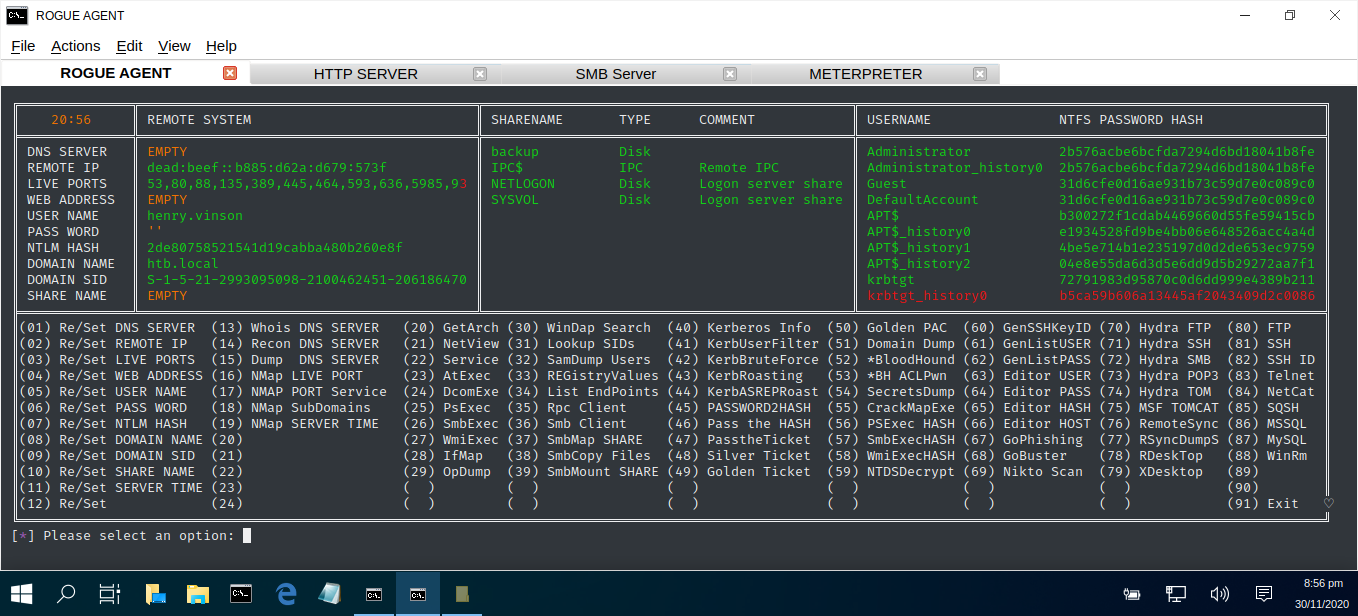 ROGUE AGENT
File Actions Edit View Help
ROGUE AGENT HTTP SERVER SMB Server METERPRETER
20:56 REMOTE SYSTEM SHARENAME TYPE COMMENT USERNAME NTFS PASSWORD HASH
DNS SERVER EMPTY backup Disk Administrator 2b576acbe6bcfda7294d6bd18041b8fe
REMOTE IP dead:beef::b885:d62a:d679:573f IPC$ IPC Remote IPC Administrator_history0 2b576acbe6bcfda7294d6bd18041b8fe
LIVE PORTS 53,80,88,135,389,445,464,593,636,5985,93 NETLOGON Disk Logon server share Guest 31d6cfe0d16ae931b73c59d7e0c089c0
WEB ADDRESS EMPTY SYSVOL Disk Logon server share DefaultAccount 31d6cfe0d16ae931b73c59d7e0c089c0
USER NAME henry.vinson APT$ b300272f1cdab4469660d55fe59415cb
PASS WORD '' APT$_history0 e1934528fd9be4bb06e648526acc4a4d
NTLM HASH 2de80758521541d19cabba480b260e8f APT$_history1 4be5e714b1e235197d0d2de653ec9759
DOMAIN NAME htb.local APT$_history2 04e8e55da6d3d5e6dd9d5b29272aa7f1
DOMAIN SID S-1-5-21-2993095098-2100462451-206186470 krbtgt 72791983d95870c0d6dd999e4389b211
SHARE NAME EMPTY krbtgt_history0 b5ca59b606a13445af2043409d2c0086
(01) Re/Set DNS SERVER (13) Whois DNS SERVER (20) GetArch (30) WinDap Search (40) Kerberos Info (50) Golden PAC (60) GenSSHKeyID (70) Hydra FTP (80) FTP
(02) Re/Set REMOTE IP (14) Recon DNS SERVER (21) NetView (31) Lookup SIDs (41) KerbUserFilter (51) Domain Dump (61) GenListUSER (71) Hydra SSH (81) SSH
(03) Re/Set LIVE PORTS (15) Dump DNS SERVER (22) Service (32) SamDump Users (42) KerbBruteForce (52) *BloodHound (62) GenListPASS (72) Hydra SMB (82) SSH ID
(04) Re/Set WEB ADDRESS (16) NMap LIVE PORT (23) AtExec (33) REGistryValues (43) KerbRoasting (53) *BH ACLPwn (63) Editor USER (73) Hydra POP3 (83) Telnet
(05) Re/Set USER NAME (17) NMAP PORT Service (24) DcomExe (34) List EndPoints (44) KerbASREPRoast (54) SecretsDump (64) Editor PASS (74) Hydra TOM (84) NetCat
(06) Re/Set PASS WORD (18) NMap SubDomains (25) PsExec (35) Rpc Client (45) PASSWORD2HASH (55) CrackMapExe (65) Editor HASH (75) MSF TOMCAT (85) SQSH
(07) Re/Set NTLM HASH (19) NMap SERVER TIME (26) SmbExec (36) Smb Client (46) Pass the HASH (56) PSExec HASH (66) Editor HOST (76) RemoteSync (86) MSSQL
(08) Re/Set DOMAIN NAME (20) (27) WmiExec (37) SmbMap SHARE (47) PasstheTicket (57) SmbExecHASH (67) GoPhishing (77) RSyncDumpS (87) MySQL
(09) Re/Set DOMAIN SID (21) (28) IfMap (38) SmbCopy Files (48) Silver Ticket (58) WmiExecHASH (68) GoBuster (78) RDeskTop (88) WinRm
(10) Re/Set SHARE NAME (22) (29) OpDump (39) SmbMount SHARE (49) Golden Ticket (59) NTDSDecrypt (69) Nikto Scan (79) XDesktop (89)
(11) Re/Set SERVER TIME (23) ( ) ( ) ( ) ( ) ( ) ( ) (90)
(12) Re/Set (24) ( ) ( ) ( ) ( ) ( ) ( ) (91) Exit
[*] Please select an option:
8:56 pm
30/11/2020